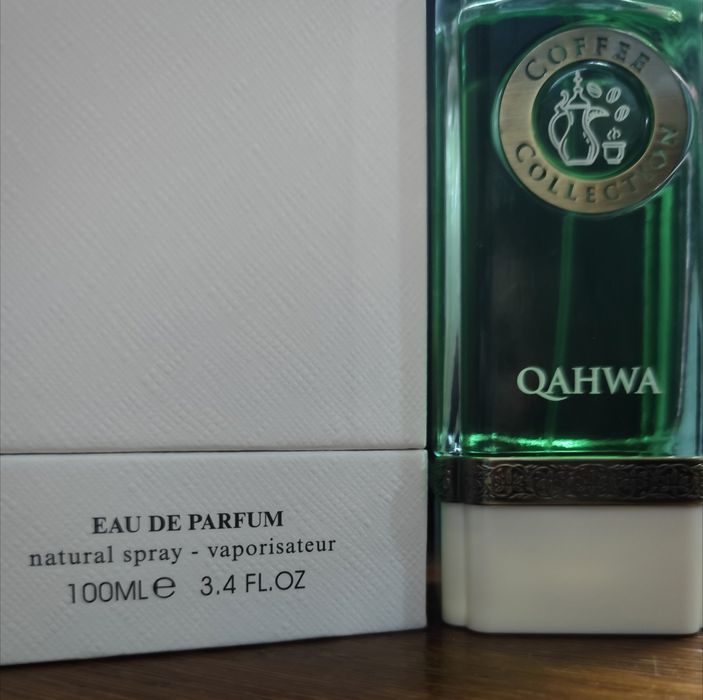 EAU DE PARFUM
natural spray - vaporisateur
100ML℮ 3.4 FL.OZ
COFFEE
COLLECTION
QAHWA